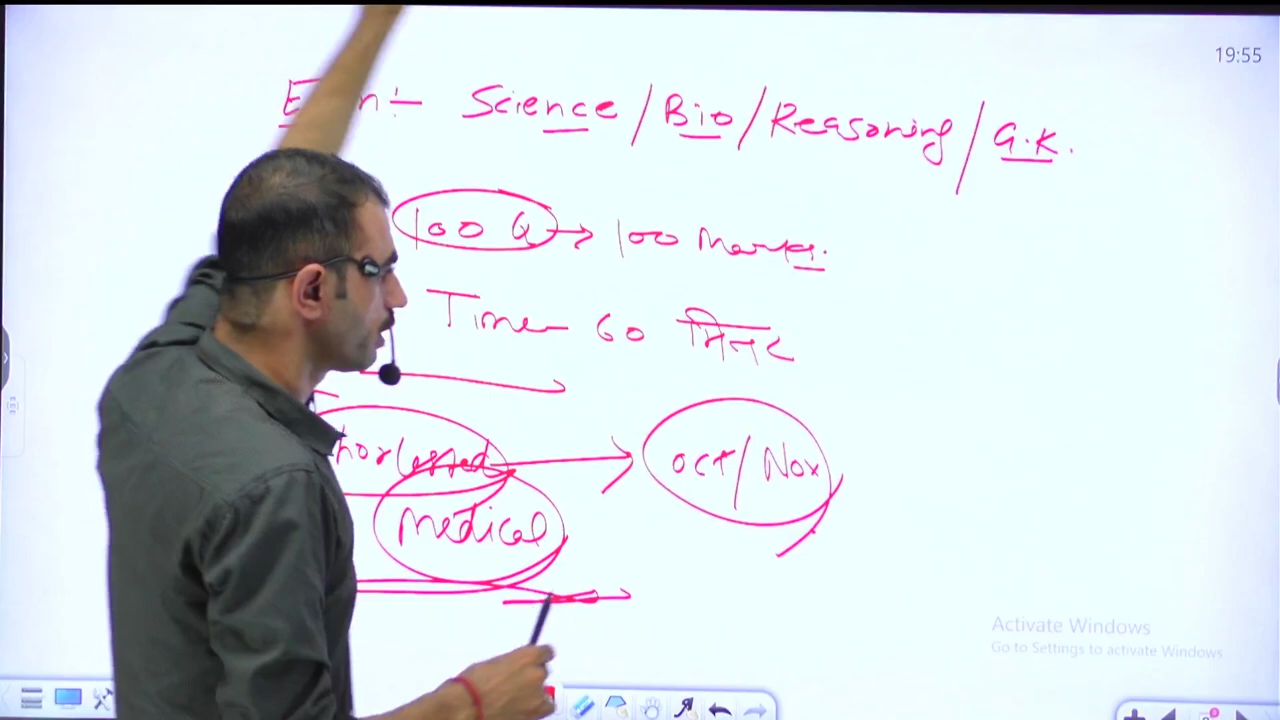 19:55
E n :- Science / Bio / Reasoning / G.K.
100 Q → 100 Marks.
Time - 60 मिनट
→ oct/Nov
Medical
Activate Windows
Go to Settings to activate Windows.